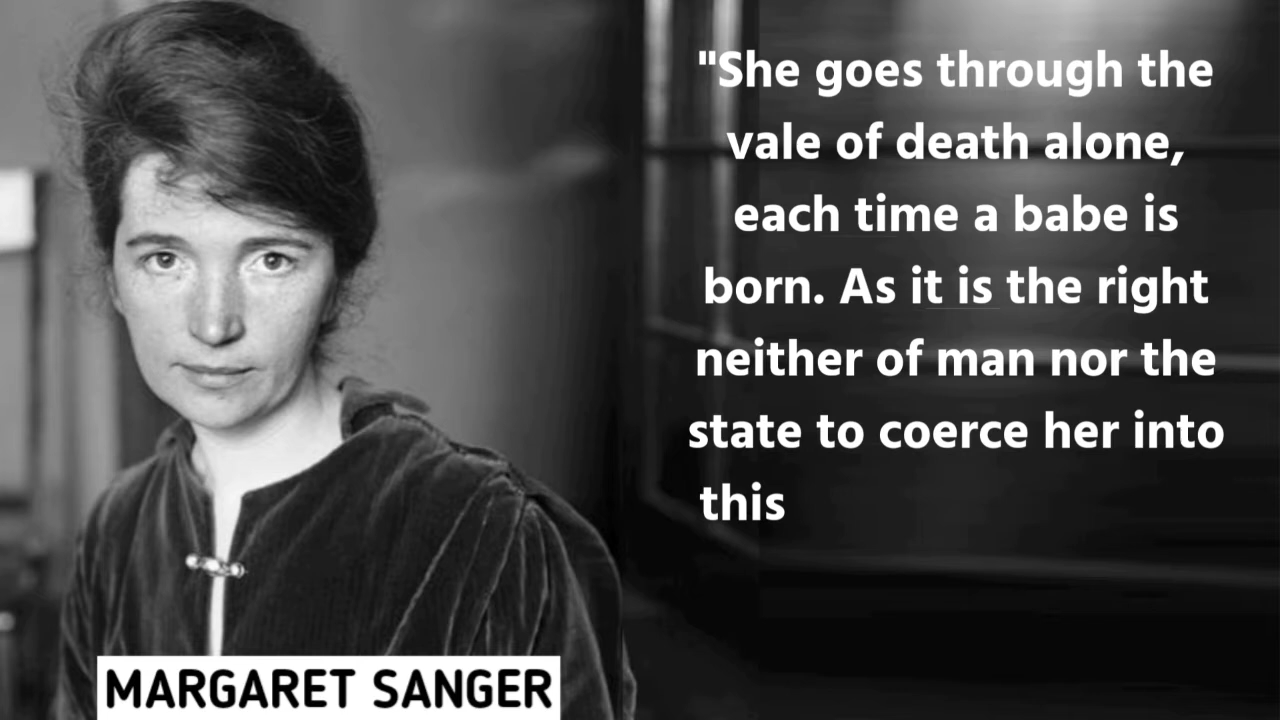 "She goes through the
vale of death alone,
each time a babe is
born. As it is the right
neither of man nor the
state to coerce her into
this
MARGARET SANGER